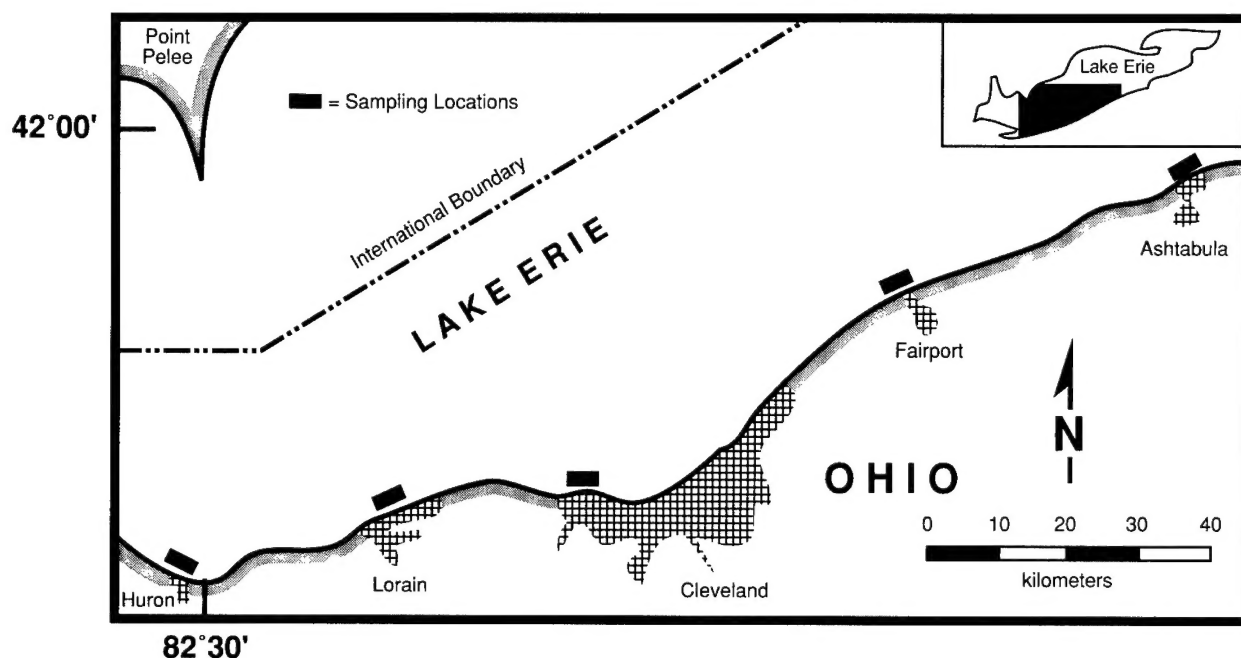 Point
Pelee
= Sampling Locations
Lake Erie
42°00'
International Boundary
LAKE ERIE
Ashtabula
Fairport
N
OHIO
0 10 20 30 40
kilometers
Lorain
Cleveland
Huron
82°30'